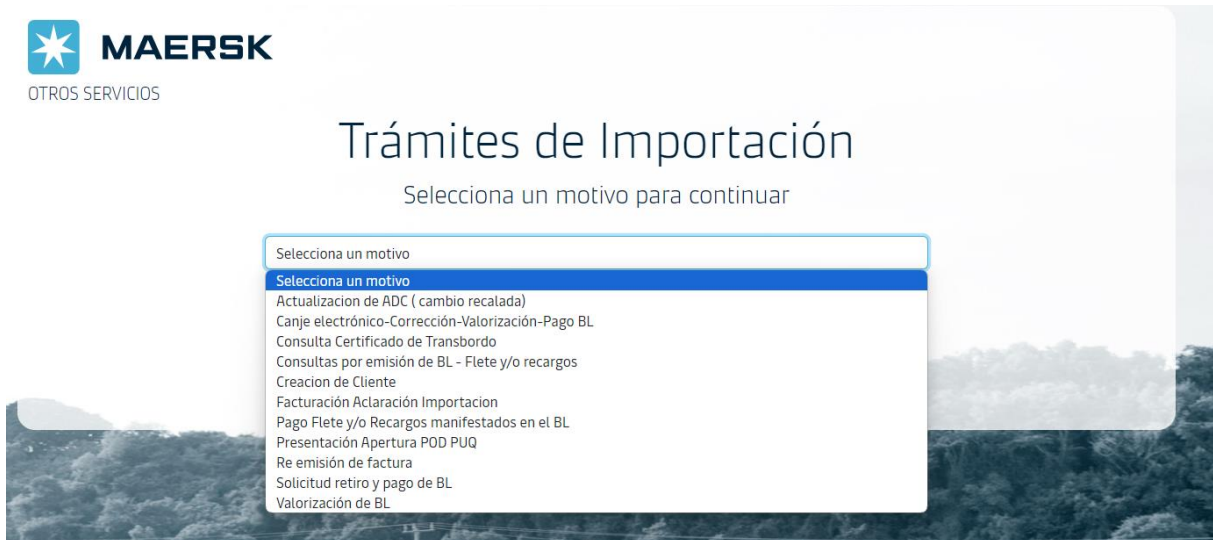 MAERSK
OTROS SERVICIOS
Trámites de Importación
Selecciona un motivo para continuar
Selecciona un motivo
Selecciona un motivo
Actualizacion de ADC ( cambio recalada)
Canje electrónico-Corrección-Valorización-Pago BL
Consulta Certificado de Transbordo
Consultas por emisión de BL - Flete y/o recargos
Creacion de Cliente
Facturación Aclaración Importacion
Pago Flete y/o Recargos manifestados en el BL
Presentación Apertura POD PUQ
Re emisión de factura
Solicitud retiro y pago de BL
Valorización de BL